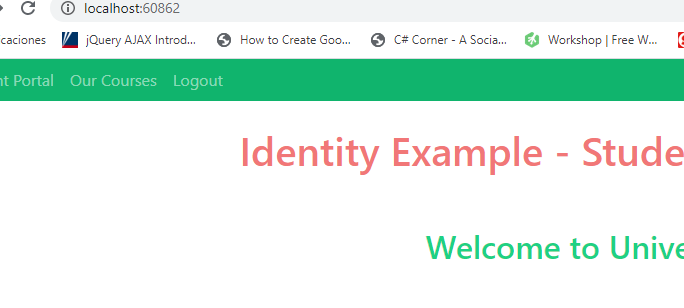 localhost:60862
caciones jQuery AJAX Introd... How to Create Goo... C# Corner - A Socia... Workshop | Free W...
nt Portal Our Courses Logout
Identity Example - Stude
Welcome to Unive